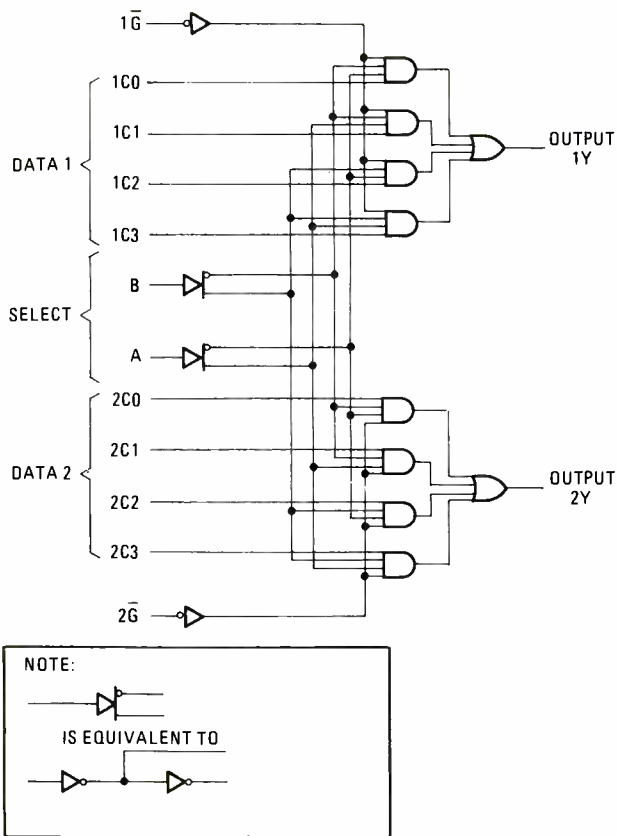 1G̅
1C0
1C1
DATA 1
1C2
1C3
OUTPUT
1Y
B
SELECT
A
2C0
2C1
DATA 2
2C2
2C3
OUTPUT
2Y
2G̅
NOTE:
IS EQUIVALENT TO